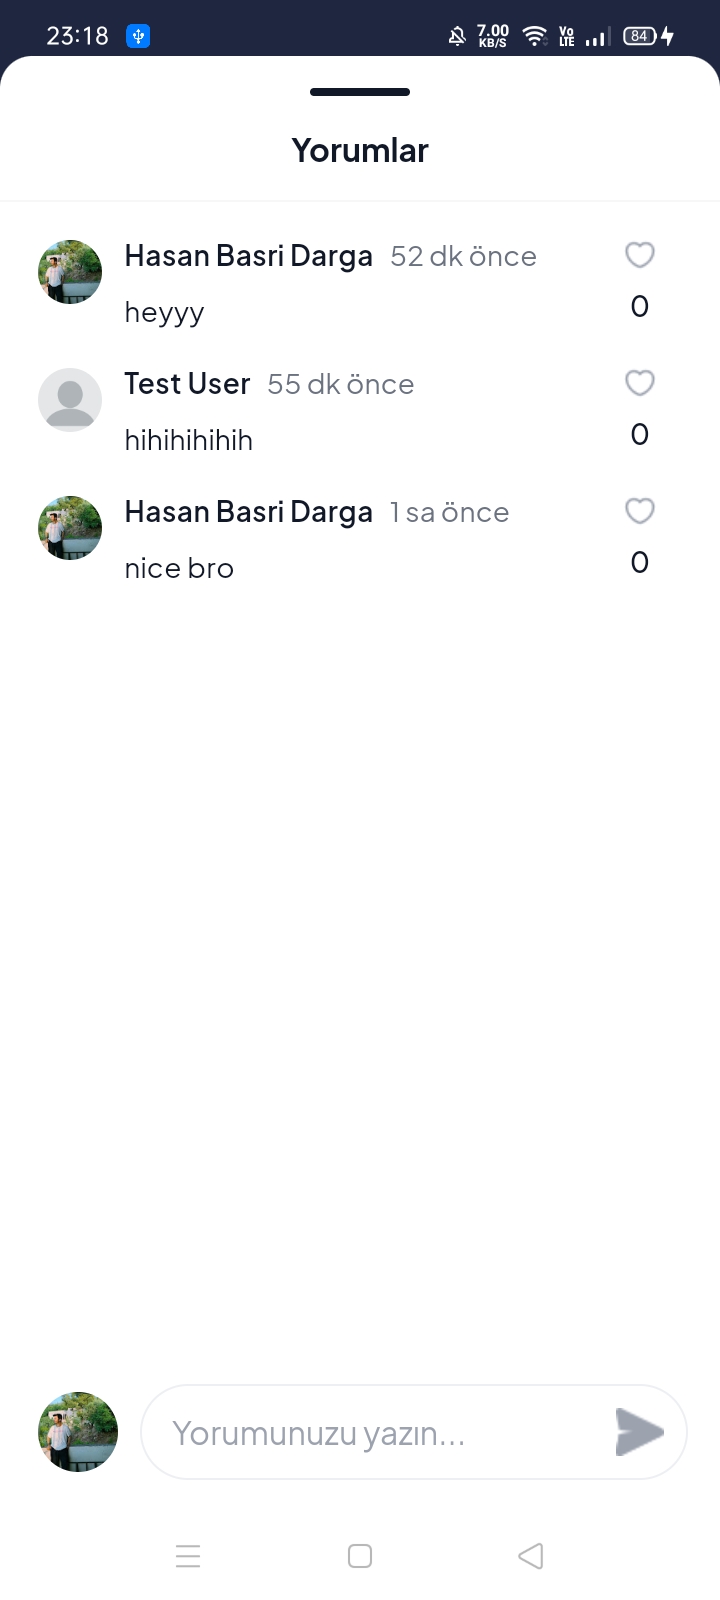 23:18 7.00 KB/S Vo LTE 84
Yorumlar
Hasan Basri Darga 52 dk önce
heyyy 0
Test User 55 dk önce
hihihihihih 0
Hasan Basri Darga 1 sa önce
nice bro 0
Yorumunuzu yazın...